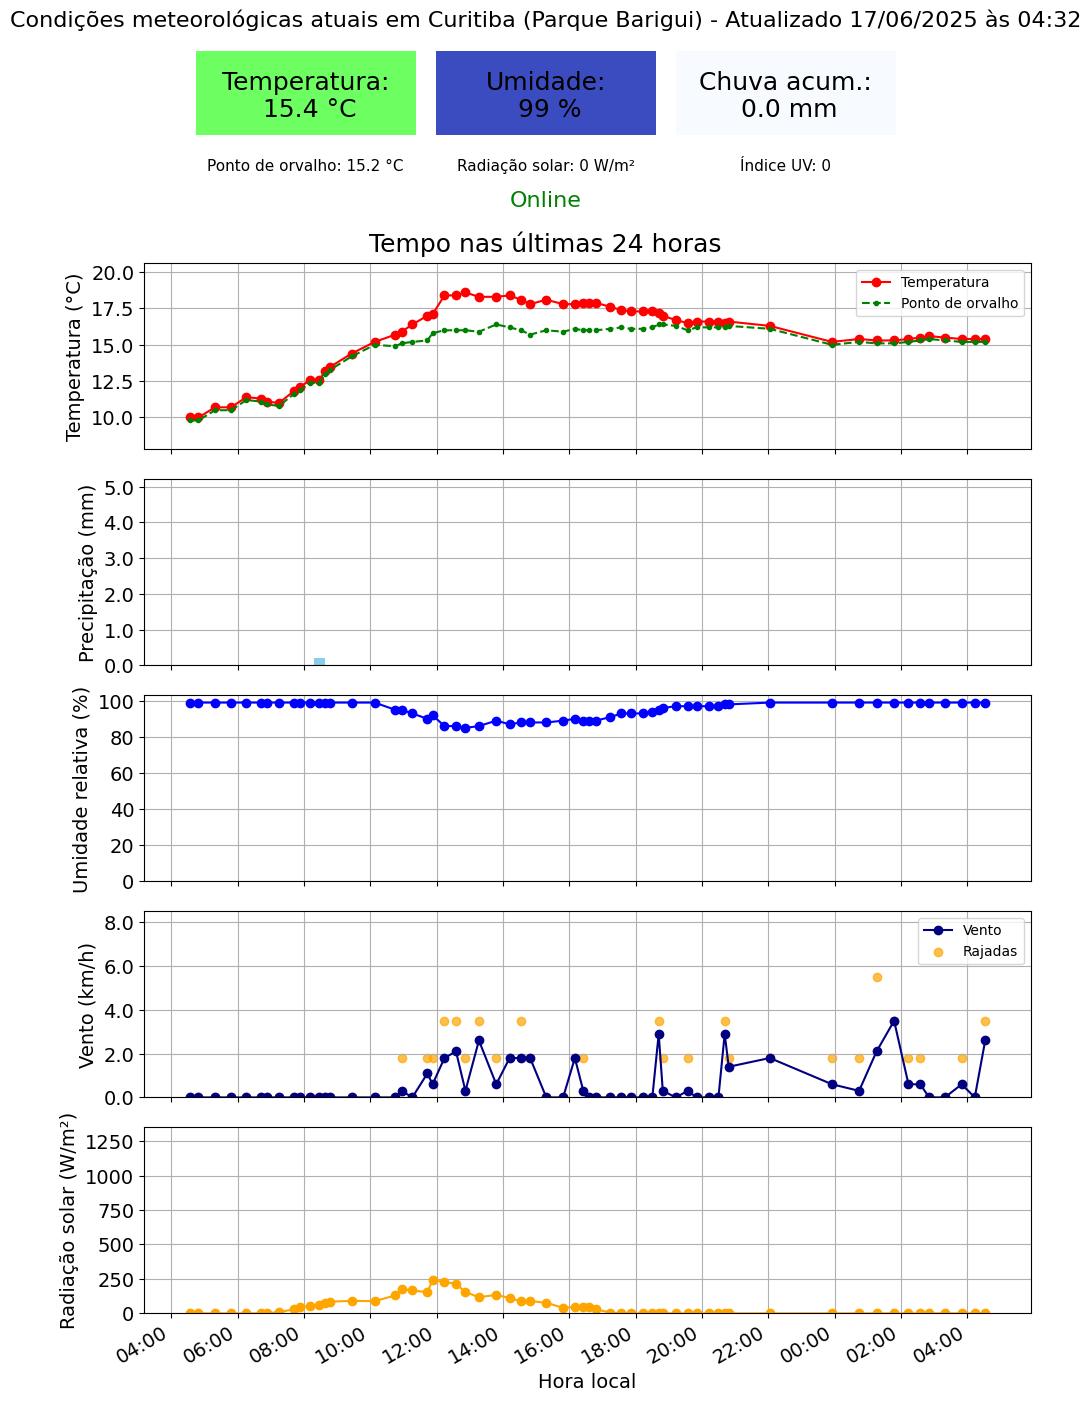 Condições meteorológicas atuais em Curitiba (Parque Barigui) - Atualizado 17/06/2025 às 04:32
Temperatura:
15.4 °C
Umidade:
99 %
Chuva acum.:
0.0 mm
Ponto de orvalho: 15.2 °C
Radiação solar: 0 W/m²
Índice UV: 0
Online
Tempo nas últimas 24 horas
Temperatura (°C)
20.0
17.5
15.0
12.5
10.0
Temperatura
Ponto de orvalho
Precipitação (mm)
5.0
4.0
3.0
2.0
1.0
0.0
Umidade relativa (%)
100
80
60
40
20
0
Vento (km/h)
8.0
6.0
4.0
2.0
0.0
Vento
Rajadas
Radiação solar (W/m²)
1250
1000
750
500
250
0
04:00
06:00
08:00
10:00
12:00
14:00
16:00
18:00
20:00
22:00
00:00
02:00
04:00
Hora local